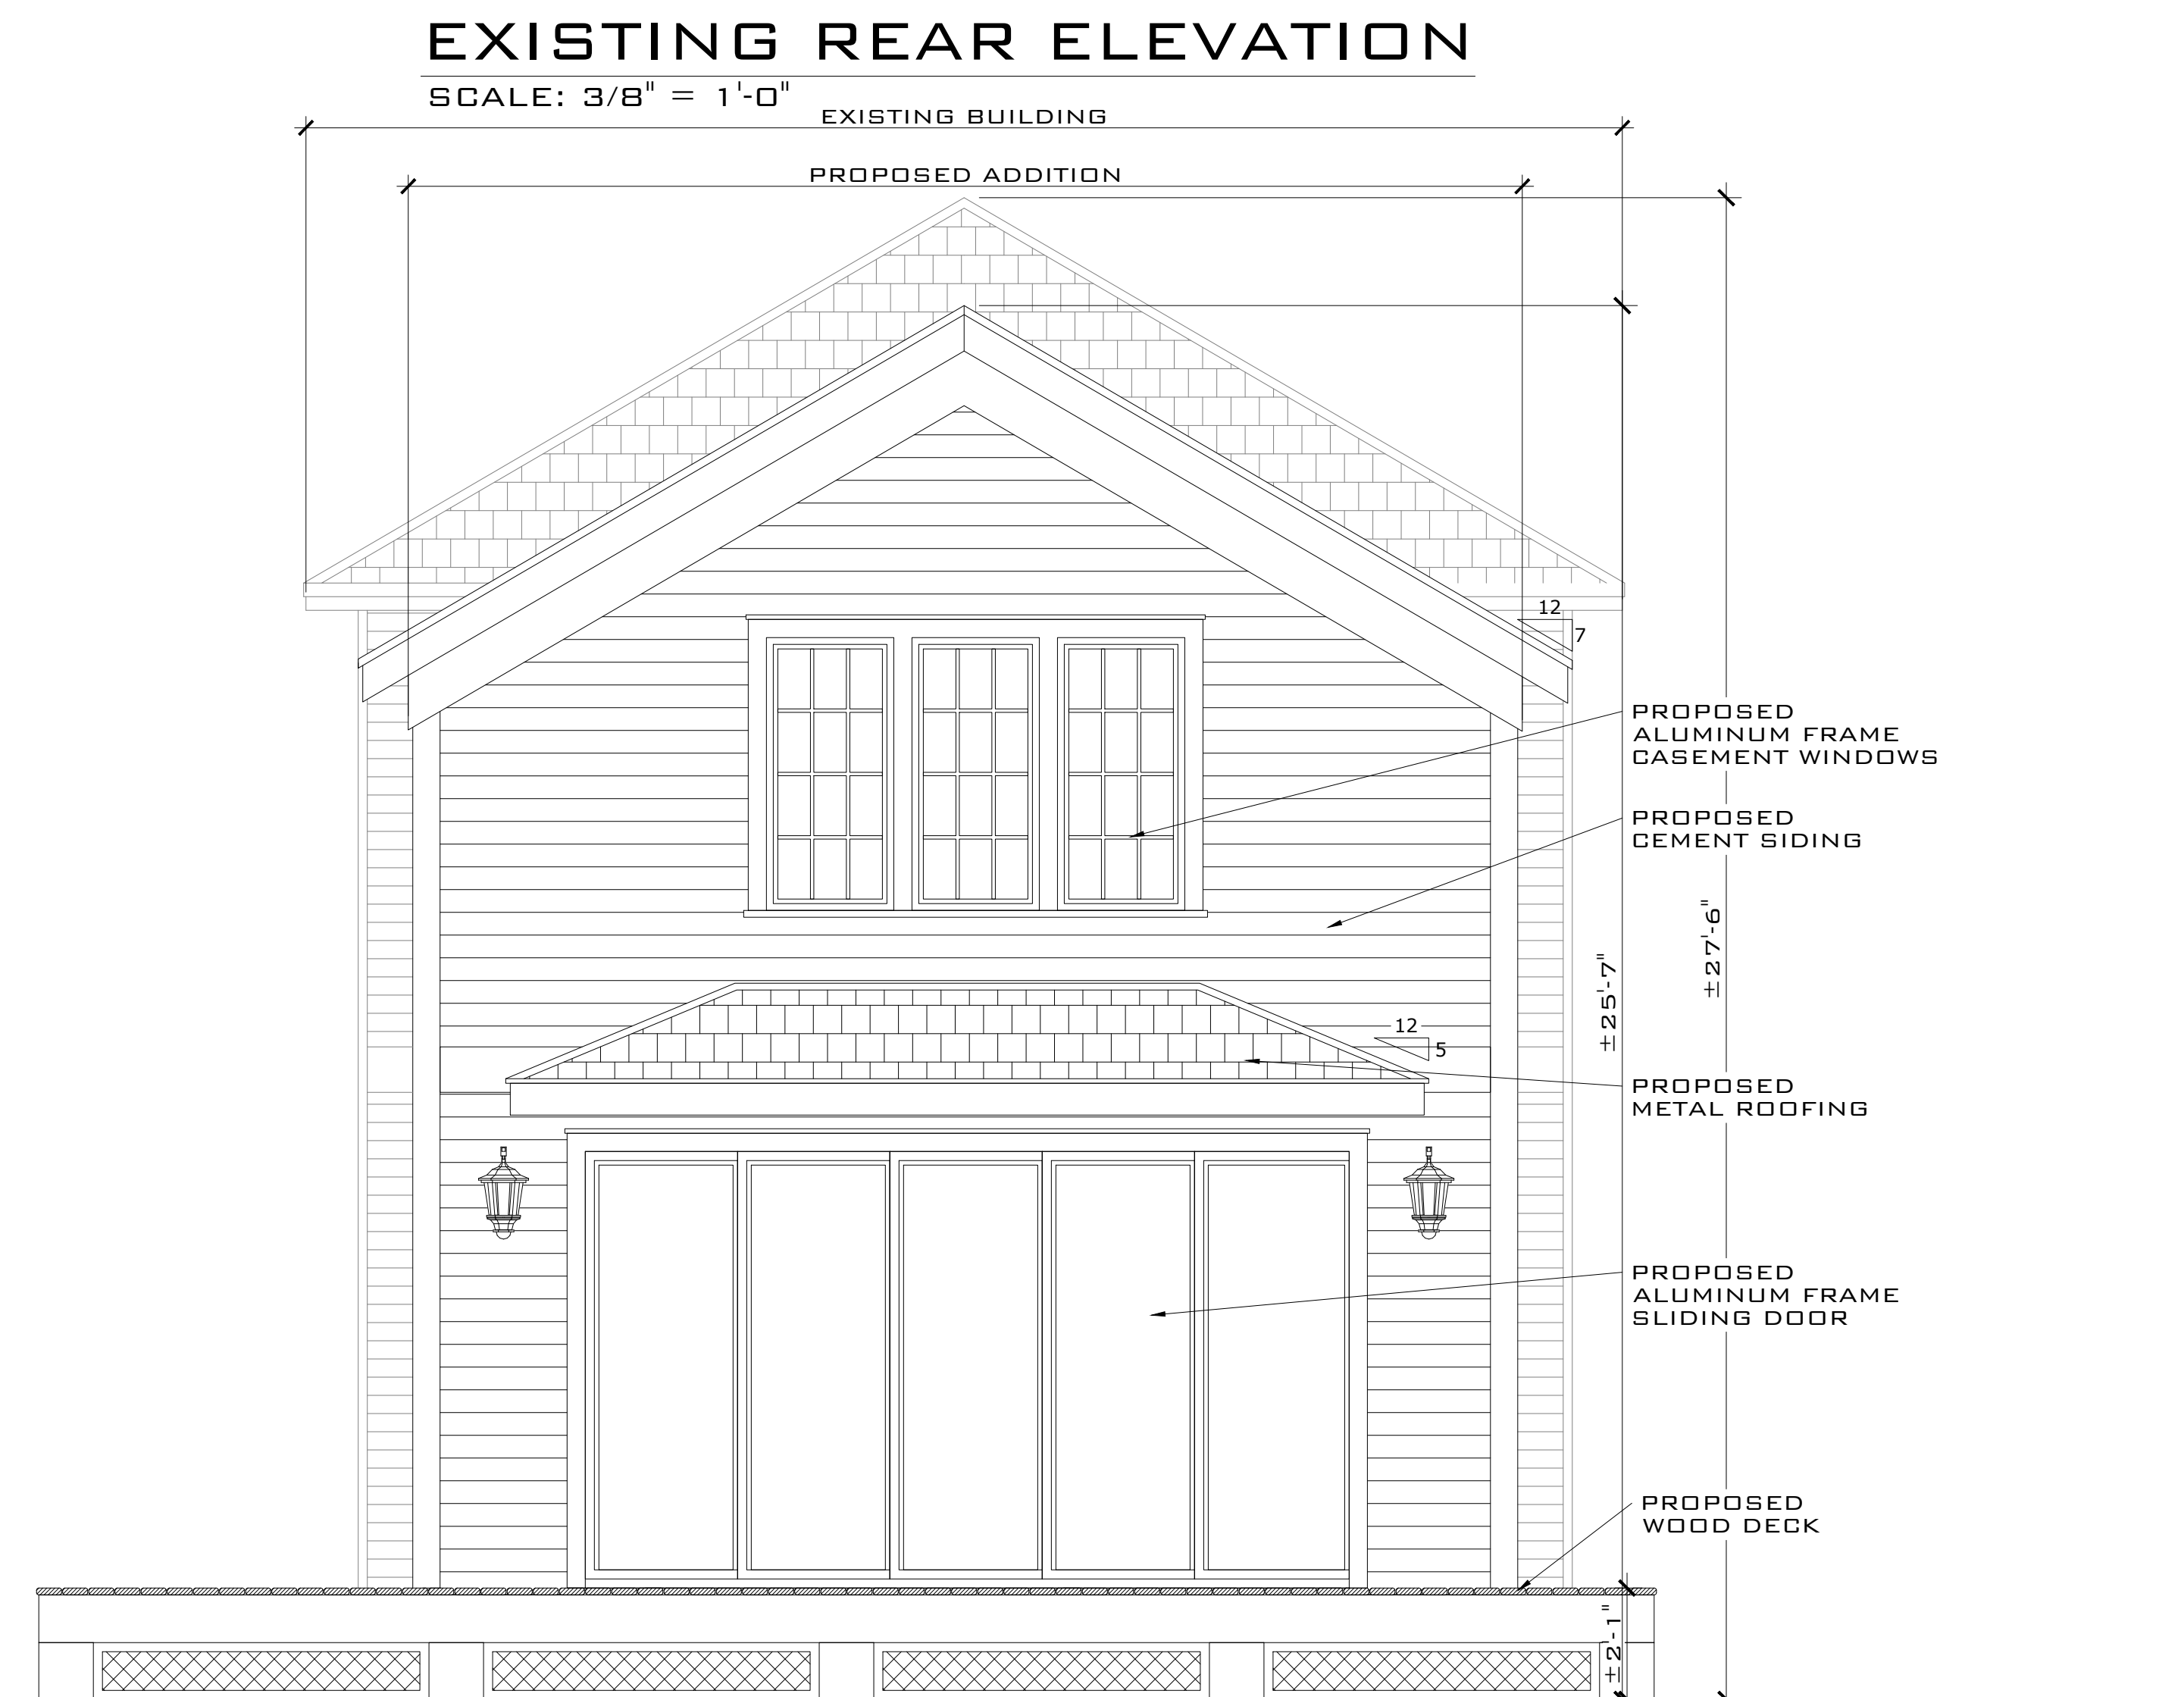 EXISTING REAR ELEVATION
SCALE: 3/8" = 1'-0"
EXISTING BUILDING
PROPOSED ADDITION
12
7
PROPOSED
ALUMINUM FRAME
CASEMENT WINDOWS
PROPOSED
CEMENT SIDING
±27'-6"
±25'-7"
12
5
PROPOSED
METAL ROOFING
PROPOSED
ALUMINUM FRAME
SLIDING DOOR
PROPOSED
WOOD DECK
±2'-1"